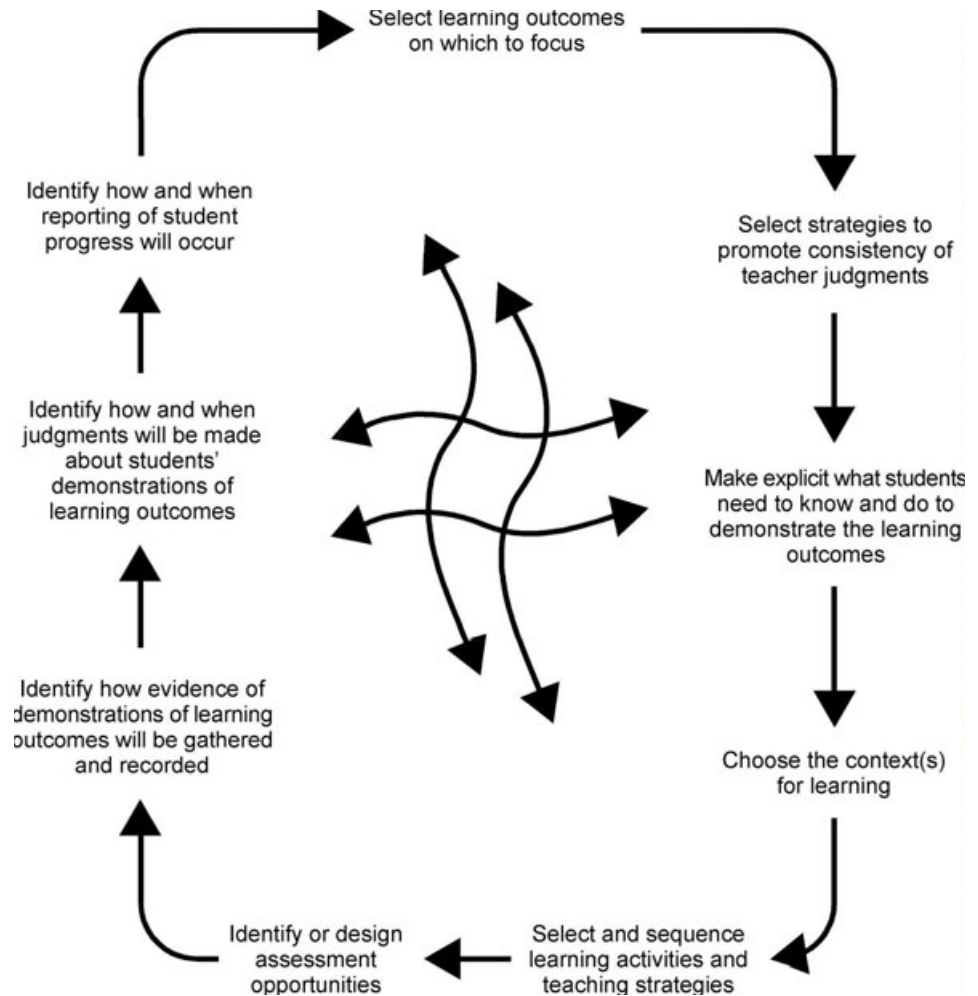 Select learning outcomes
on which to focus
Select strategies to
promote consistency of
teacher judgments
Make explicit what students
need to know and do to
demonstrate the learning
outcomes
Choose the context(s)
for learning
Select and sequence
learning activities and
teaching strategies
Identify or design
assessment
opportunities
Identify how evidence of
demonstrations of learning
outcomes will be gathered
and recorded
Identify how and when
judgments will be made
about students’
demonstrations of
learning outcomes
Identify how and when
reporting of student
progress will occur